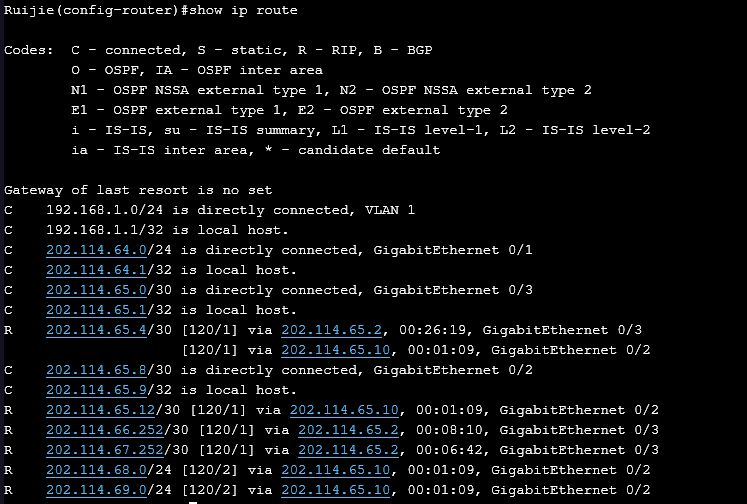 Ruijie(config-router)#show ip route
Codes:  C - connected, S - static, R - RIP, B - BGP
        O - OSPF, IA - OSPF inter area
        N1 - OSPF NSSA external type 1, N2 - OSPF NSSA external type 2
        E1 - OSPF external type 1, E2 - OSPF external type 2
        i - IS-IS, su - IS-IS summary, L1 - IS-IS level-1, L2 - IS-IS level-2
        ia - IS-IS inter area, * - candidate default
Gateway of last resort is no set
C    192.168.1.0/24 is directly connected, VLAN 1
C    192.168.1.1/32 is local host.
C    202.114.64.0/24 is directly connected, GigabitEthernet 0/1
C    202.114.64.1/32 is local host.
C    202.114.65.0/30 is directly connected, GigabitEthernet 0/3
C    202.114.65.1/32 is local host.
R    202.114.65.4/30 [120/1] via 202.114.65.2, 00:26:19, GigabitEthernet 0/3
                     [120/1] via 202.114.65.10, 00:01:09, GigabitEthernet 0/2
C    202.114.65.8/30 is directly connected, GigabitEthernet 0/2
C    202.114.65.9/32 is local host.
R    202.114.65.12/30 [120/1] via 202.114.65.10, 00:01:09, GigabitEthernet 0/2
R    202.114.66.252/30 [120/1] via 202.114.65.2, 00:08:10, GigabitEthernet 0/3
R    202.114.67.252/30 [120/1] via 202.114.65.2, 00:06:42, GigabitEthernet 0/3
R    202.114.68.0/24 [120/2] via 202.114.65.10, 00:01:09, GigabitEthernet 0/2
R    202.114.69.0/24 [120/2] via 202.114.65.10, 00:01:09, GigabitEthernet 0/2